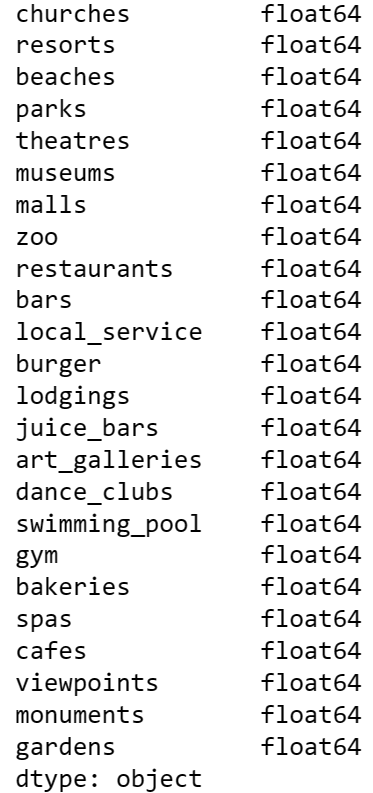 churches float64
resorts float64
beaches float64
parks float64
theatres float64
museums float64
malls float64
zoo float64
restaurants float64
bars float64
local_service float64
burger float64
lodgings float64
juice_bars float64
art_galleries float64
dance_clubs float64
swimming_pool float64
gym float64
bakeries float64
spas float64
cafes float64
viewpoints float64
monuments float64
gardens float64
dtype: object